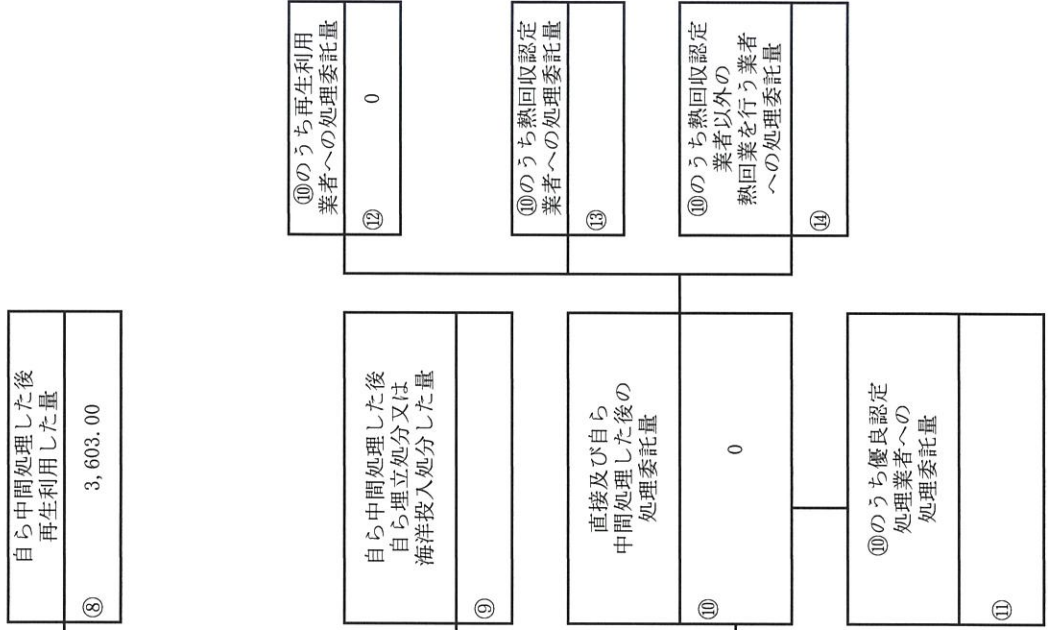 自ら中間処理した後
再生利用した量
⑧ 3,603.00
自ら中間処理した後
自ら埋立処分又は
海洋投入処分した量
⑨
直接及び自ら
中間処理した後の
処理委託量
⑩ 0
⑩のうち優良認定
処理業者への
処理委託量
⑪
⑩のうち再生利用
業者への処理委託量
⑫ 0
⑩のうち熱回収認定
業者への処理委託量
⑬
⑩のうち熱回収認定
業者以外の
熱回業を行う業者
への処理委託量
⑭